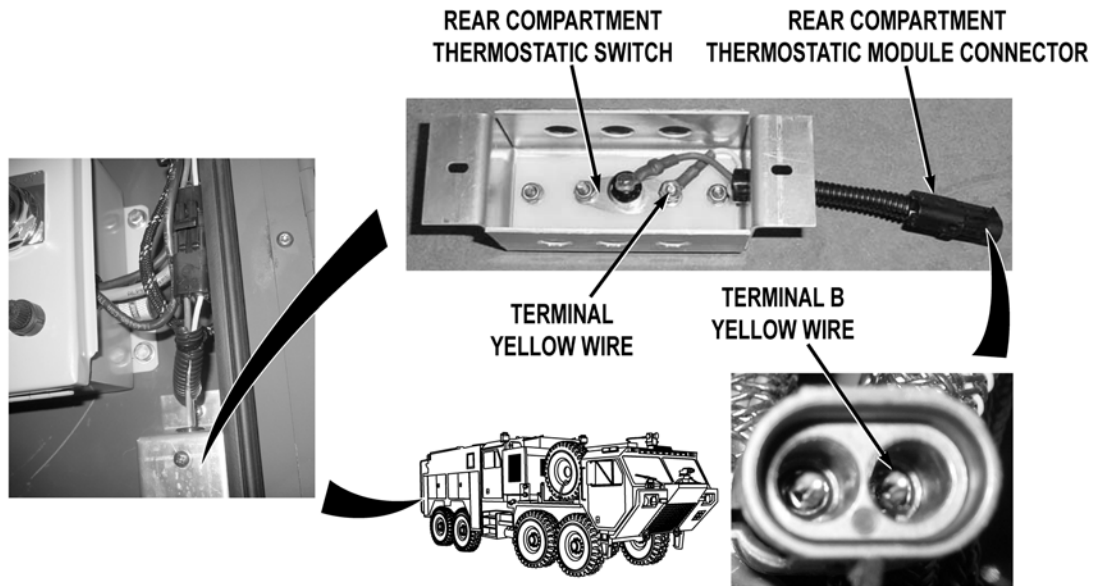 REAR COMPARTMENT
THERMOSTATIC SWITCH
REAR COMPARTMENT
THERMOSTATIC MODULE CONNECTOR
TERMINAL
YELLOW WIRE
TERMINAL B
YELLOW WIRE